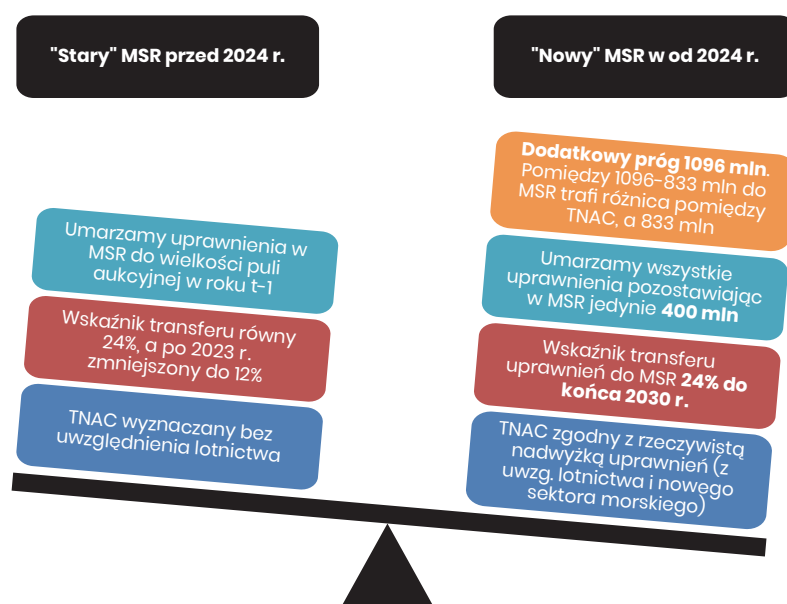 "Stary" MSR przed 2024 r.
"Nowy" MSR w od 2024 r.
Umarzamy uprawnienia w
MSR do wielkości puli
aukcyjnej w roku t-1
Wskaźnik transferu równy
24%, a po 2023 r.
zmniejszony do 12%
TNAC wyznaczany bez
uwzględnienia lotnictwa
Dodatkowy próg 1096 mln.
Pomiędzy 1096-833 mln do
MSR trafi różnica pomiędzy
TNAC, a 833 mln
Umarzamy wszystkie
uprawnienia pozostawiając
w MSR jedynie 400 mln
Wskaźnik transferu
uprawnień do MSR 24% do
końca 2030 r.
TNAC zgodny z rzeczywistą
nadwyżką uprawnień (z
uwzg. lotnictwa i nowego
sektora morskiego)